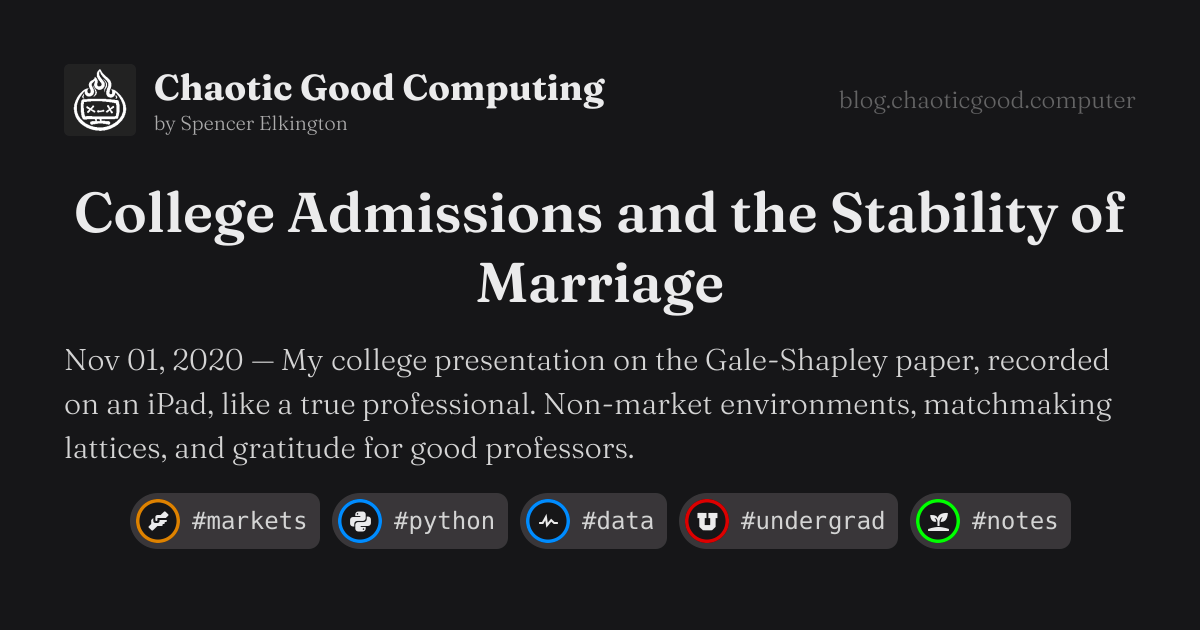 Chaotic Good Computing
by Spencer Elkington
blog.chaoticgood.computer
College Admissions and the Stability of
Marriage
Nov 01, 2020 — My college presentation on the Gale-Shapley paper, recorded
on an iPad, like a true professional. Non-market environments, matchmaking
lattices, and gratitude for good professors.
#markets #python #data #undergrad #notes